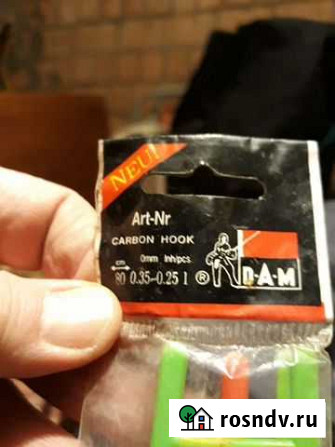 NEU!
Art-Nr
CARBON HOOK
cm 0mm Inh/pcs.
80 0.35-0.25 1 ®
D·A·M
rosndv.ru